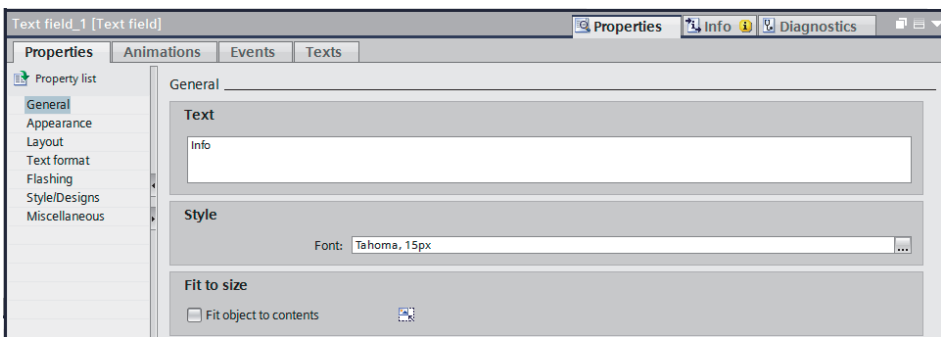 Text field_1 [Text field]
Properties Info Diagnostics
Properties Animations Events Texts
Property list
General
Appearance
Layout
Text format
Flashing
Style/Designs
Miscellaneous
General
Text
Info
Style
Font: Tahoma, 15px ...
Fit to size
Fit object to contents